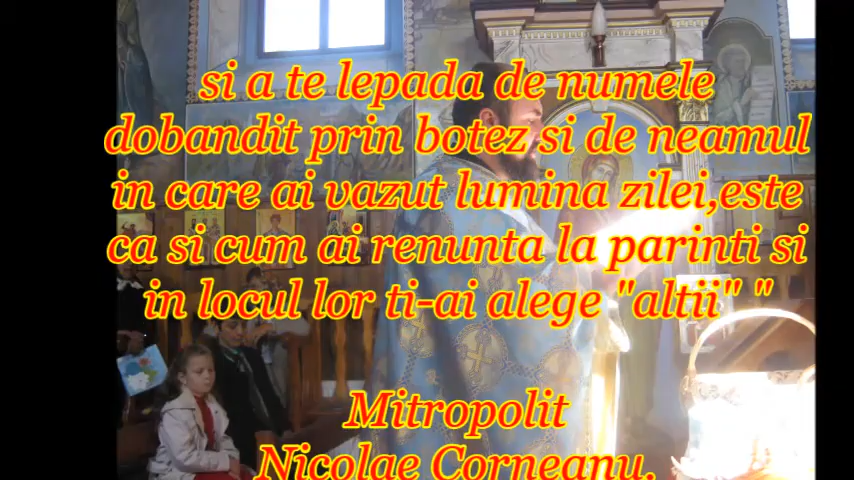 si a te lepada de numele
dobandit prin botez si de neamul
in care ai vazut lumina zilei,este
ca si cum ai renunta la parinti si
in locul lor ti-ai alege "altii" "
Mitropolit
Nicolae Corneanu.